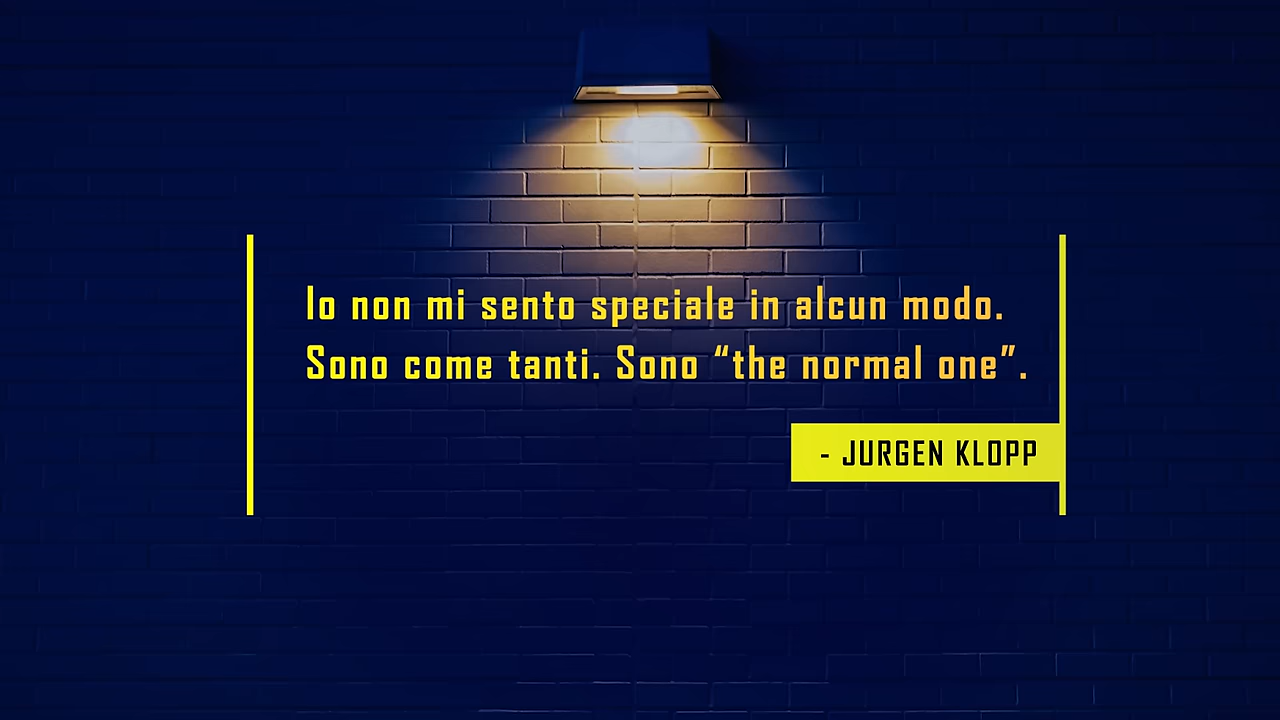 Io non mi sento speciale in alcun modo.
Sono come tanti. Sono “the normal one”.
- JURGEN KLOPP